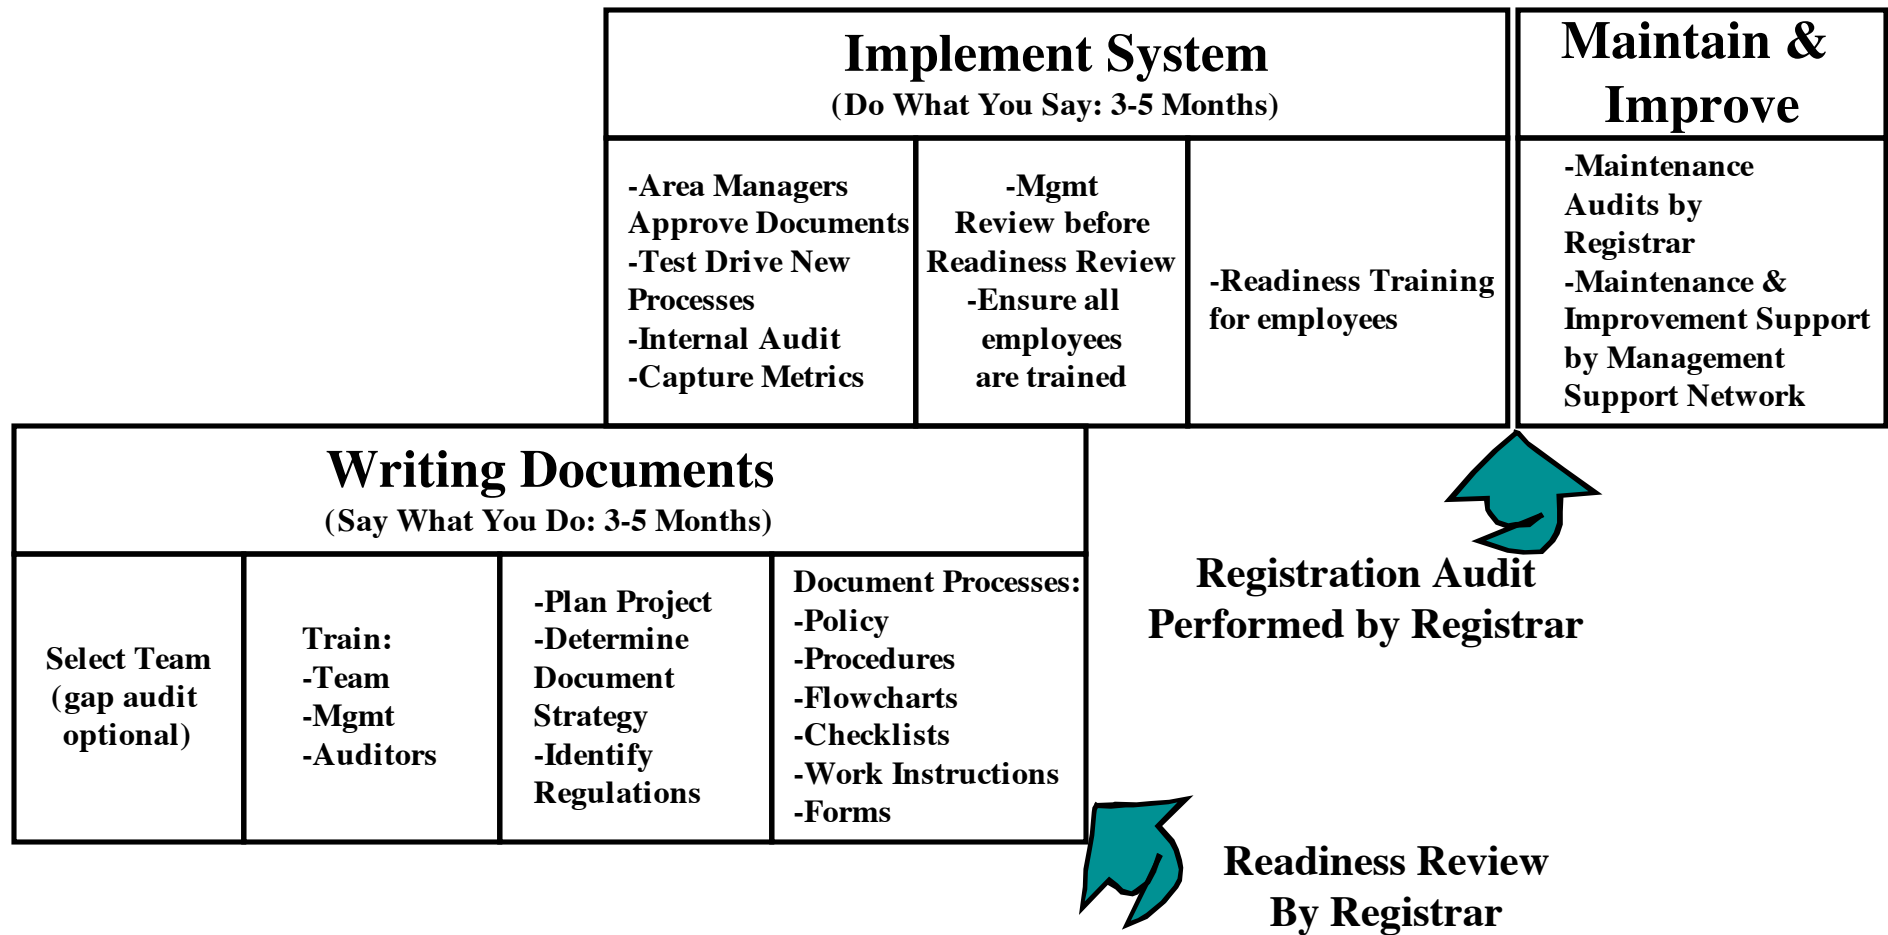 Implement System
(Do What You Say: 3-5 Months)
-Area Managers
Approve Documents
-Test Drive New
Processes
-Internal Audit
-Capture Metrics
-Mgmt
Review before
Readiness Review
-Ensure all
employees
are trained
-Readiness Training
for employees
Maintain &
Improve
-Maintenance
Audits by
Registrar
-Maintenance &
Improvement Support
by Management
Support Network
Writing Documents
(Say What You Do: 3-5 Months)
Select Team
(gap audit
optional)
Train:
-Team
-Mgmt
-Auditors
-Plan Project
-Determine
Document
Strategy
-Identify
Regulations
Document Processes:
-Policy
-Procedures
-Flowcharts
-Checklists
-Work Instructions
-Forms
Registration Audit
Performed by Registrar
Readiness Review
By Registrar